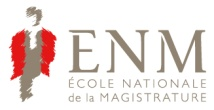 ENM
ÉCOLE NATIONALE
de la MAGISTRATURE